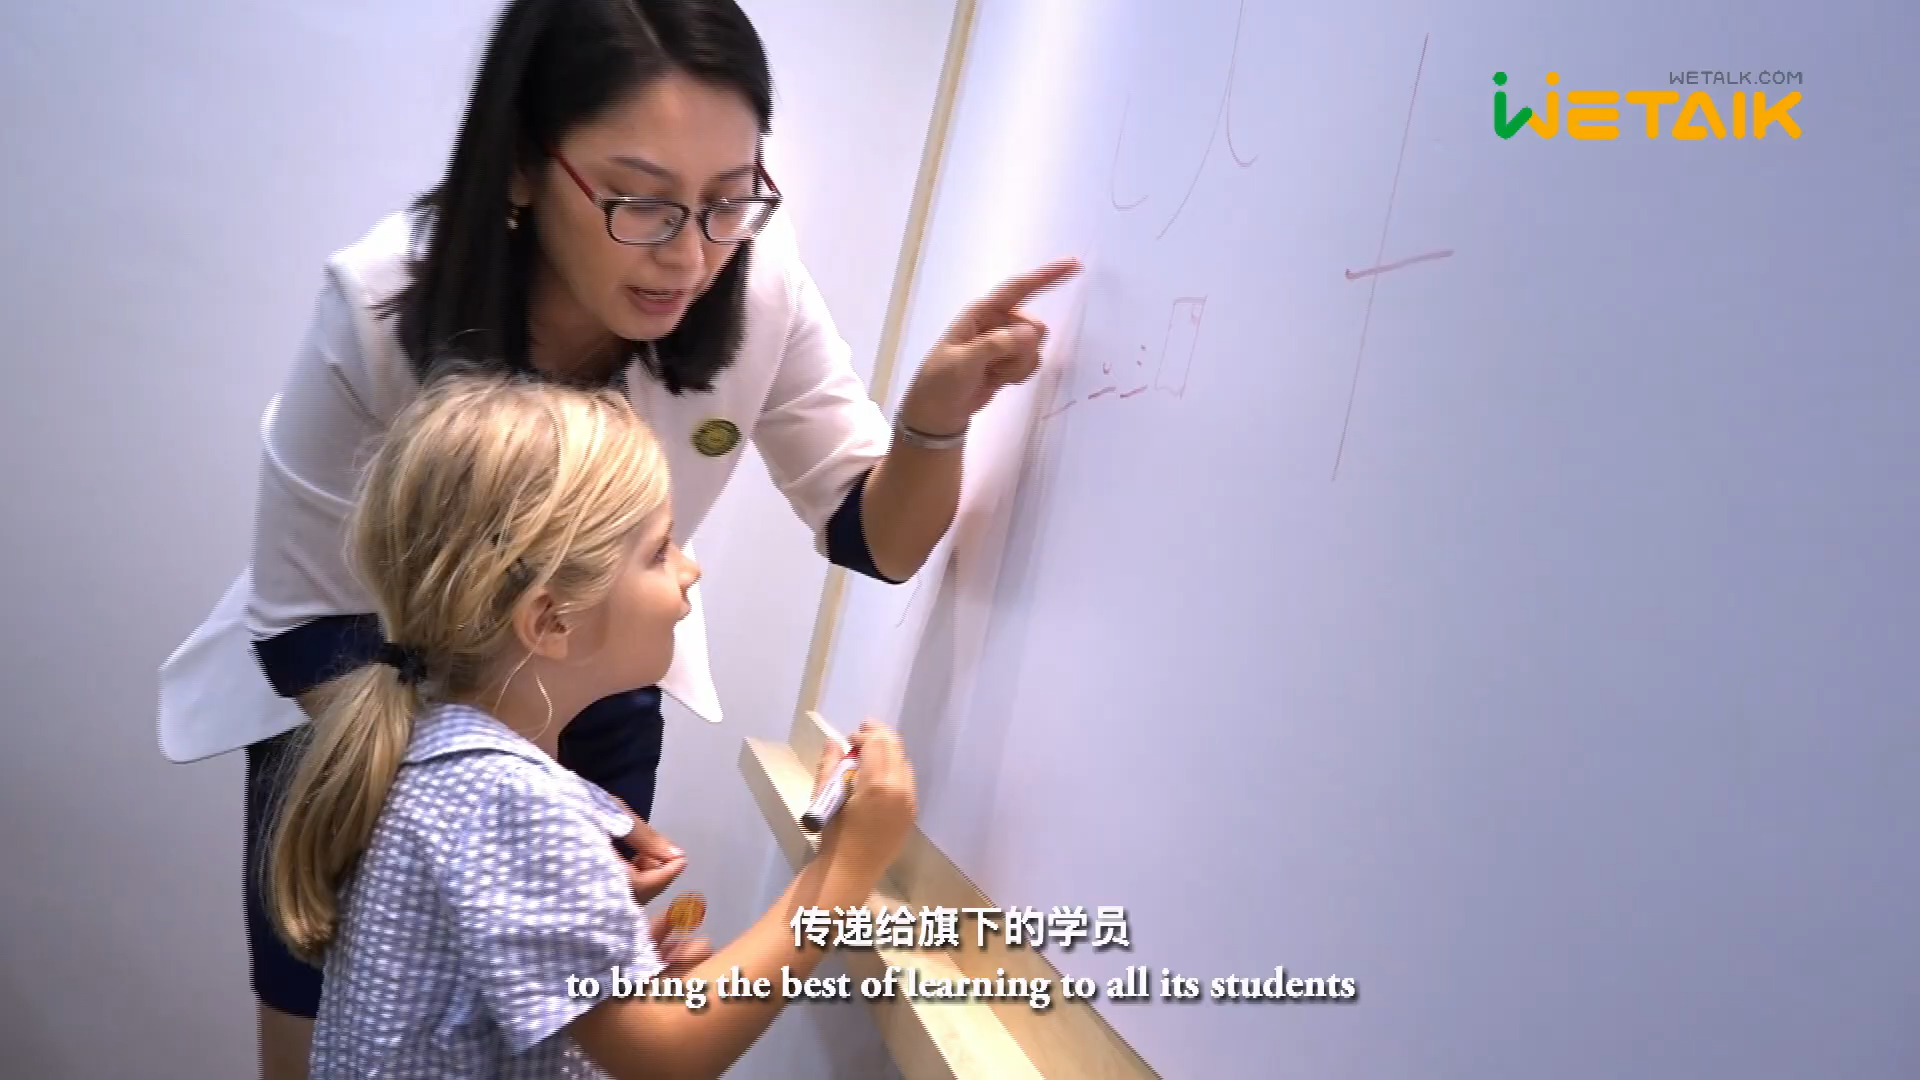 WETALK.COM
WETALK
传递给旗下的学员
to bring the best of learning to all its students